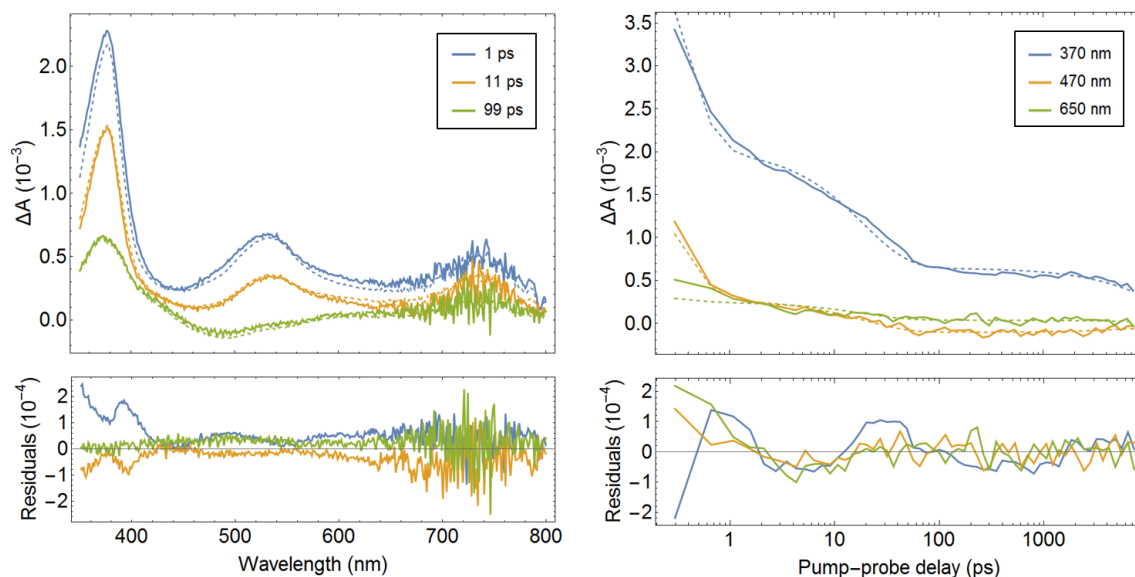 1 ps
11 ps
99 ps
2.0
1.5
1.0
0.5
0.0
ΔA (10⁻³)
2
1
0
−1
−2
Residuals (10⁻⁴)
400 500 600 700 800
Wavelength (nm)
370 nm
470 nm
650 nm
3.5
3.0
2.5
2.0
1.5
1.0
0.5
0.0
ΔA (10⁻³)
2
1
0
−1
−2
Residuals (10⁻⁴)
1 10 100 1000
Pump−probe delay (ps)